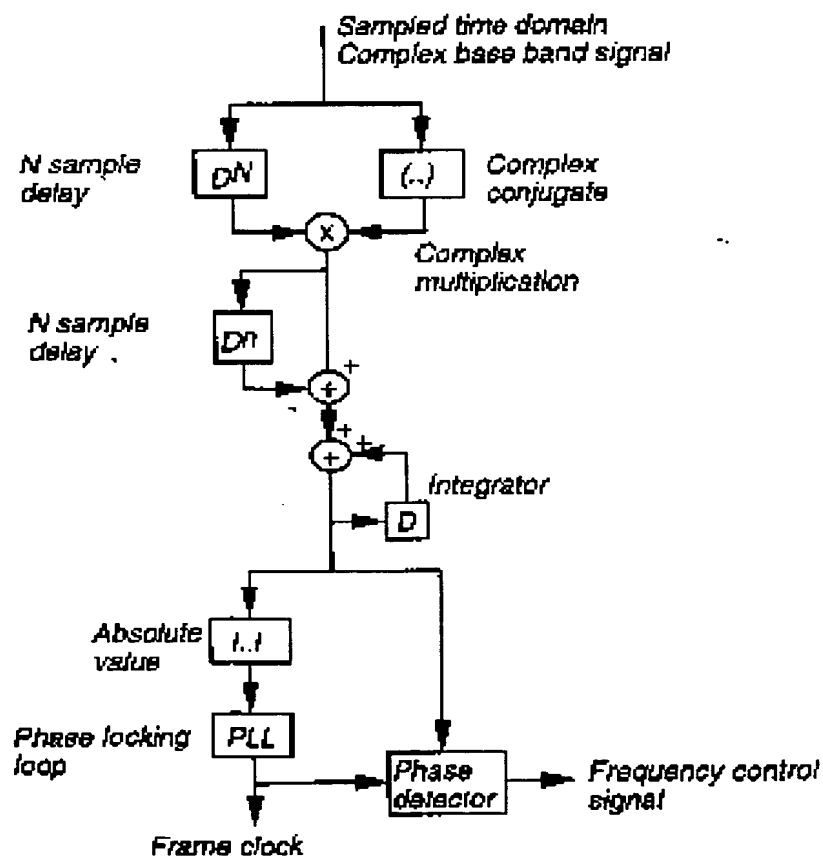 Sampled time domain
Complex base band signal
N sample
delay
DN
(..)
Complex
conjugate
x
Complex
multiplication
N sample
delay
Dn
+
+
+
+
+
Integrator
D
Absolute
value
|..|
Phase locking
loop
PLL
Phase
detector
Frequency control
signal
Frame clock